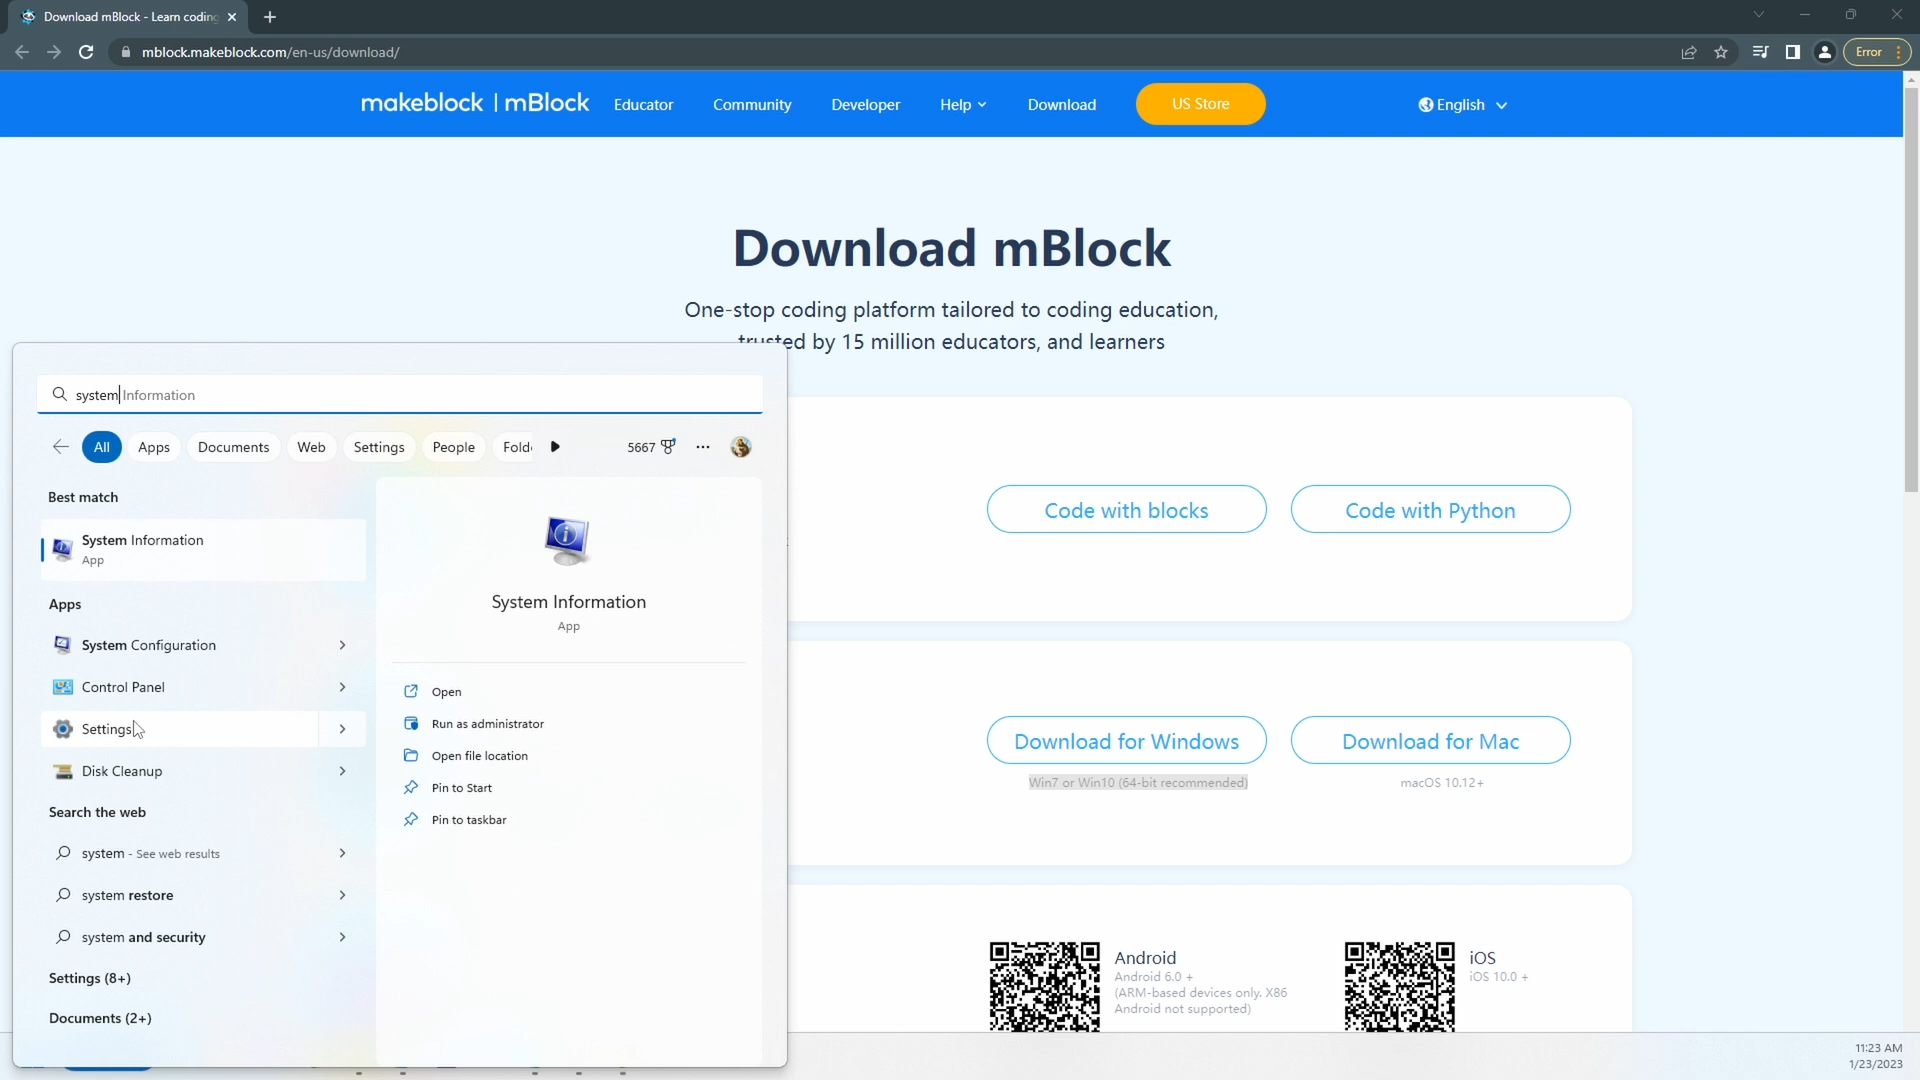 Download mBlock - Learn coding
mblock.makeblock.com/en-us/download/
Error
makeblock | mBlock
Educator
Community
Developer
Help
Download
US Store
English
Download mBlock
One-stop coding platform tailored to coding education,
trusted by 15 million educators, and learners
system Information
All
Apps
Documents
Web
Settings
People
Fold
5667
Best match
System Information
App
Apps
System Configuration
Control Panel
Settings
Disk Cleanup
Search the web
system - See web results
system restore
system and security
Settings (8+)
Documents (2+)
System Information
App
Open
Run as administrator
Open file location
Pin to Start
Pin to taskbar
Code with blocks
Code with Python
Download for Windows
Win7 or Win10 (64-bit recommended)
Download for Mac
macOS 10.12+
Android
Android 6.0 +
(ARM-based devices only. X86
Android not supported)
iOS
iOS 10.0 +
11:23 AM
1/23/2023